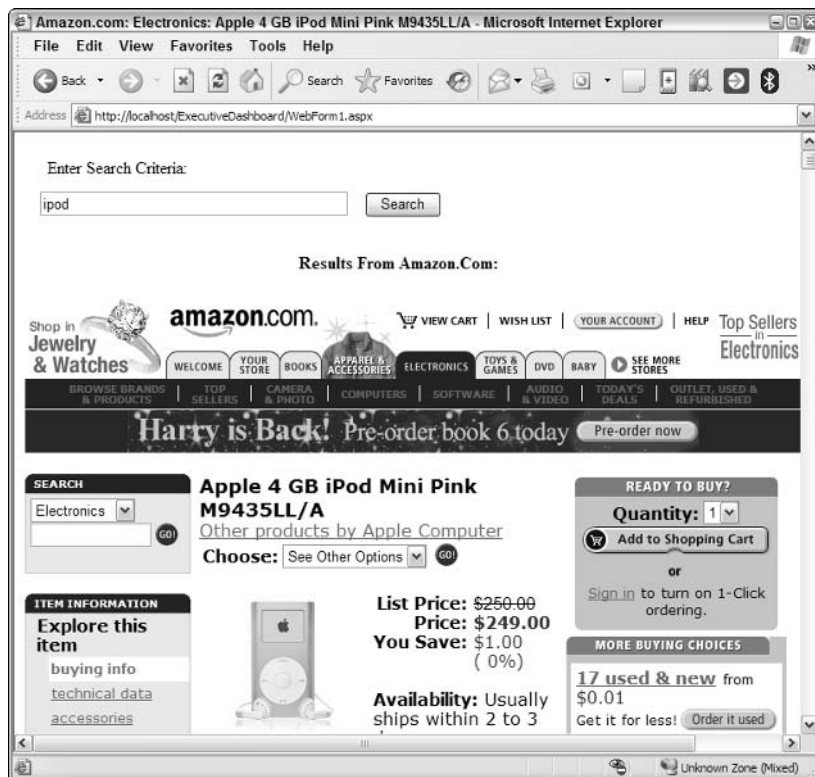 Amazon.com: Electronics: Apple 4 GB iPod Mini Pink M9435LL/A - Microsoft Internet Explorer
File Edit View Favorites Tools Help
Back Search Favorites
Address http://localhost/ExecutiveDashboard/WebForm1.aspx
Enter Search Criteria:
ipod Search
Results From Amazon.Com:
Shop in
Jewelry
& Watches
amazon.com.
VIEW CART | WISH LIST | YOUR ACCOUNT | HELP
Top Sellers
in
Electronics
WELCOME YOUR STORE BOOKS APPAREL & ACCESSORIES ELECTRONICS TOYS & GAMES DVD BABY SEE MORE STORES
BROWSE BRANDS & PRODUCTS | TOP SELLERS | CAMERA & PHOTO | COMPUTERS | SOFTWARE | AUDIO & VIDEO | TODAY'S DEALS | OUTLET, USED & REFURBISHED
Harry is Back! Pre-order book 6 today Pre-order now
SEARCH
Electronics
GO!
ITEM INFORMATION
Explore this
item
buying info
technical data
accessories
Apple 4 GB iPod Mini Pink
M9435LL/A
Other products by Apple Computer
Choose: See Other Options GO!
List Price: $250.00
Price: $249.00
You Save: $1.00
( 0%)
Availability: Usually
ships within 2 to 3
READY TO BUY?
Quantity: 1
Add to Shopping Cart
or
Sign in to turn on 1-Click
ordering.
MORE BUYING CHOICES
17 used & new from
$0.01
Get it for less! Order it used
Unknown Zone (Mixed)